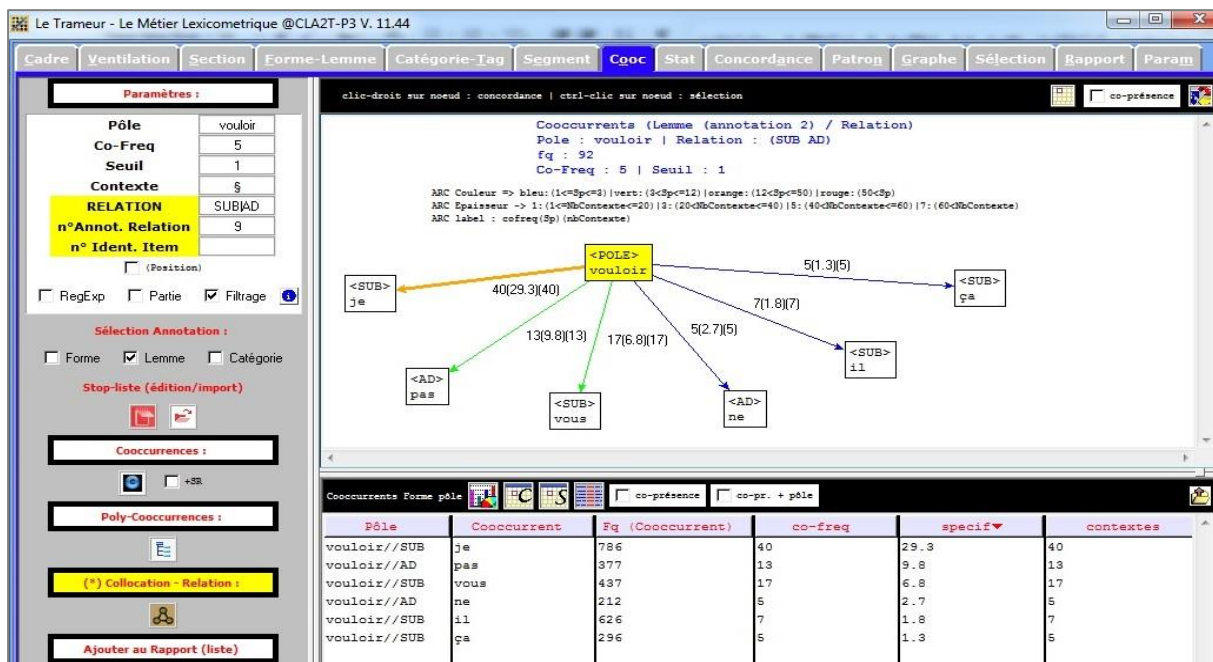 Le Trameur - Le Métier Lexicometrique @CLA2T-P3 V. 11.44
Cadre Ventilation Section Forme-Lemme Catégorie-Tag Segment Cooc Stat Concordance Patron Graphe Sélection Rapport Param
Paramètres :
Pôle vouloir
Co-Freq 5
Seuil 1
Contexte §
RELATION SUB|AD
n°Annot. Relation 9
n° Ident. Item
(Position)
RegExp Partie Filtrage
Sélection Annotation :
Forme Lemme Catégorie
Stop-liste (édition/import)
Cooccurrences :
+SR
Poly-Cooccurrences :
(*) Collocation - Relation :
Ajouter au Rapport (liste)
clic-droit sur noeud : concordance | ctrl-clic sur noeud : sélection
co-présence
Cooccurrents (Lemme (annotation 2) / Relation)
Pole : vouloir | Relation : (SUB AD)
fq : 92
Co-Freq : 5 | Seuil : 1
ARC Couleur => bleu:(1<=Sp<=3)|vert:(3<Sp<=12)|orange:(12<Sp<=50)|rouge:(50<Sp)
ARC Epaisseur => 1:(1<=NbContexte<=20)|3:(20<NbContexte<=40)|5:(40<NbContexte<=60)|7:(60<NbContexte)
ARC label : cofreq(Sp)(nbContexte)
<POLE>
vouloir
5(1.3)(5)
<SUB>
ça
40(29.3)(40)
<SUB>
je
7(1.8)(7)
13(9.8)(13)
17(6.8)(17)
5(2.7)(5)
<SUB>
il
<AD>
pas
<SUB>
vous
<AD>
ne
Cooccurrents Forme pôle
C
S
co-présence
co-pr. + pôle
Pôle Cooccurrent Fq (Cooccurrent) co-freq specif▼ contextes
vouloir//SUB je 786 40 29.3 40
vouloir//AD pas 377 13 9.8 13
vouloir//SUB vous 437 17 6.8 17
vouloir//AD ne 212 5 2.7 5
vouloir//SUB il 626 7 1.8 7
vouloir//SUB ça 296 5 1.3 5